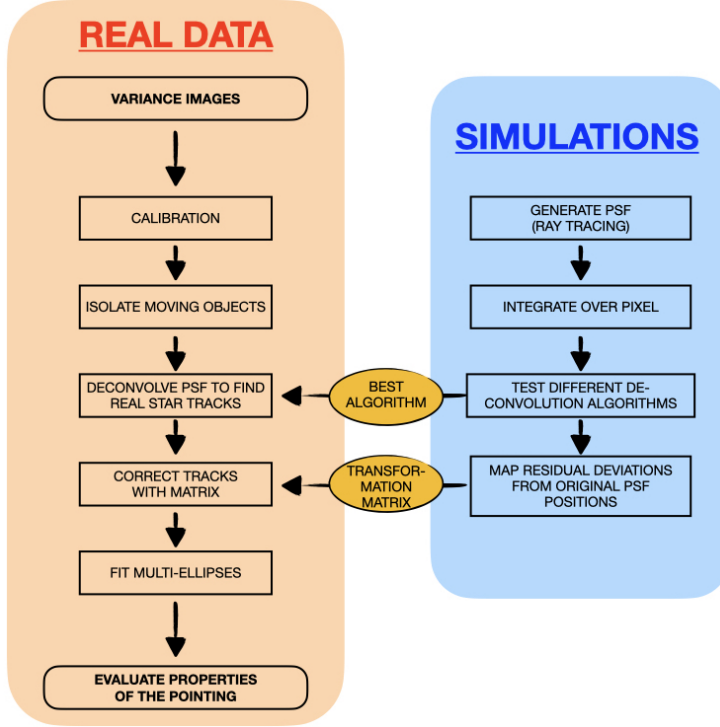 REAL DATA
VARIANCE IMAGES
CALIBRATION
ISOLATE MOVING OBJECTS
DECONVOLVE PSF TO FIND
REAL STAR TRACKS
CORRECT TRACKS
WITH MATRIX
FIT MULTI-ELLIPSES
EVALUATE PROPERTIES
OF THE POINTING
BEST
ALGORITHM
TRANSFOR-
MATION
MATRIX
SIMULATIONS
GENERATE PSF
(RAY TRACING)
INTEGRATE OVER PIXEL
TEST DIFFERENT DE-
CONVOLUTION ALGORITHMS
MAP RESIDUAL DEVIATIONS
FROM ORIGINAL PSF
POSITIONS